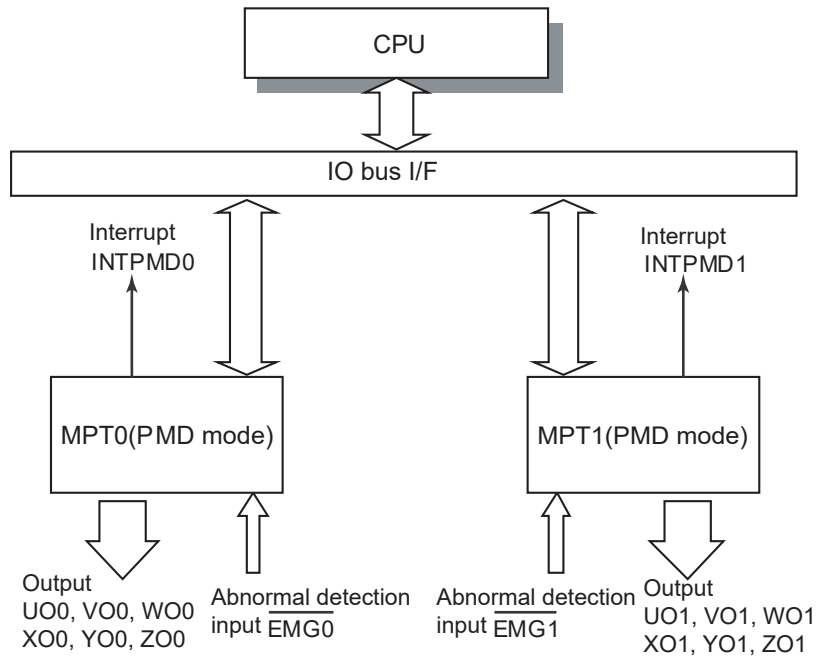 CPU
IO bus I/F
Interrupt
INTPMD0
Interrupt
INTPMD1
MPT0(PMD mode)
MPT1(PMD mode)
Output
UO0, VO0, WO0
XO0, YO0, ZO0
Abnormal detection
input EMG0
Abnormal detection
input EMG1
Output
UO1, VO1, WO1
XO1, YO1, ZO1